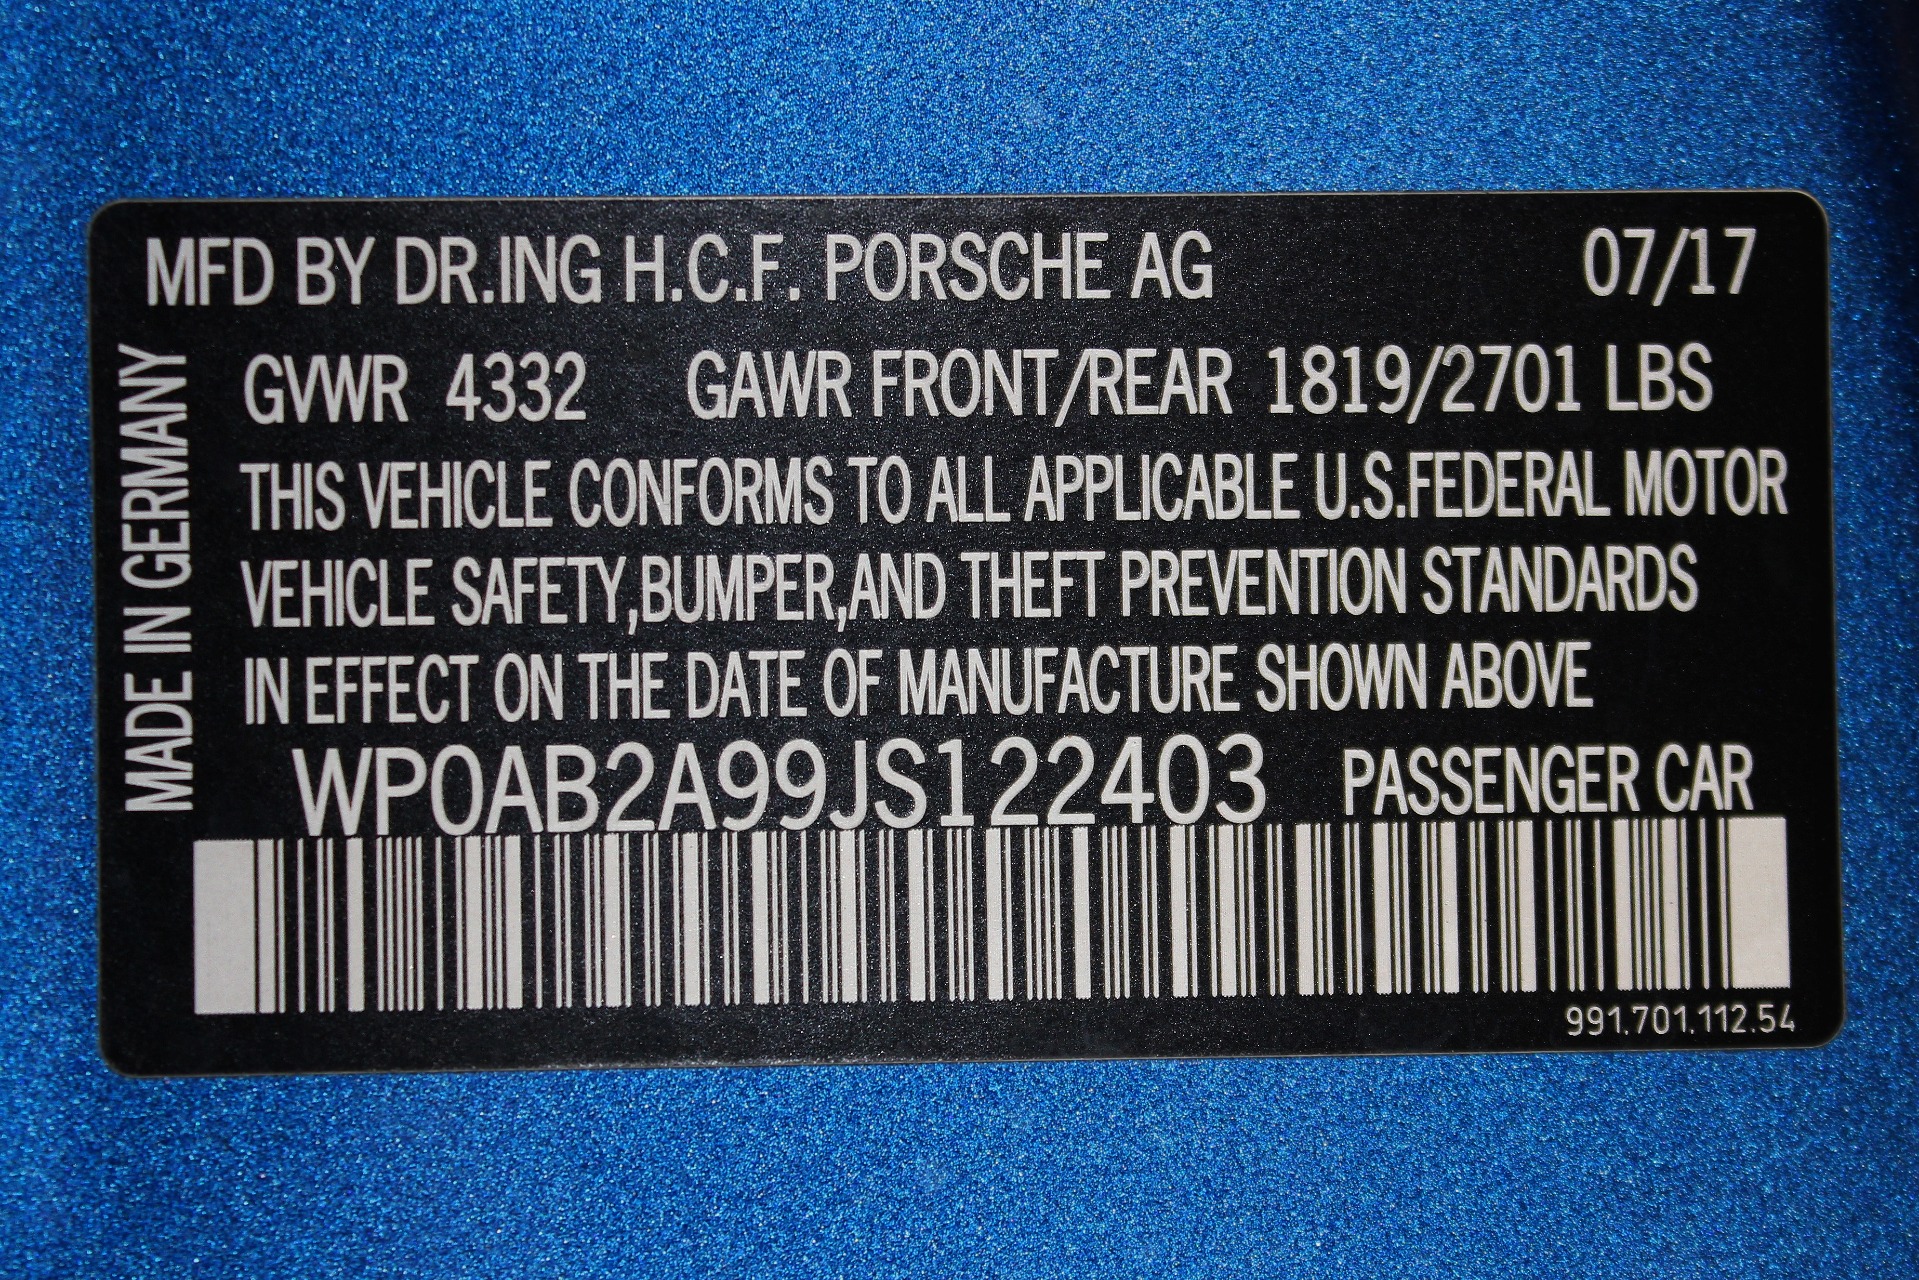 MFD BY DR.ING H.C.F. PORSCHE AG 07/17
GVWR 4332 GAWR FRONT/REAR 1819/2701 LBS
THIS VEHICLE CONFORMS TO ALL APPLICABLE U.S.FEDERAL MOTOR
VEHICLE SAFETY,BUMPER,AND THEFT PREVENTION STANDARDS
IN EFFECT ON THE DATE OF MANUFACTURE SHOWN ABOVE
WP0AB2A99JS122403 PASSENGER CAR
991.701.112.54
MADE IN GERMANY